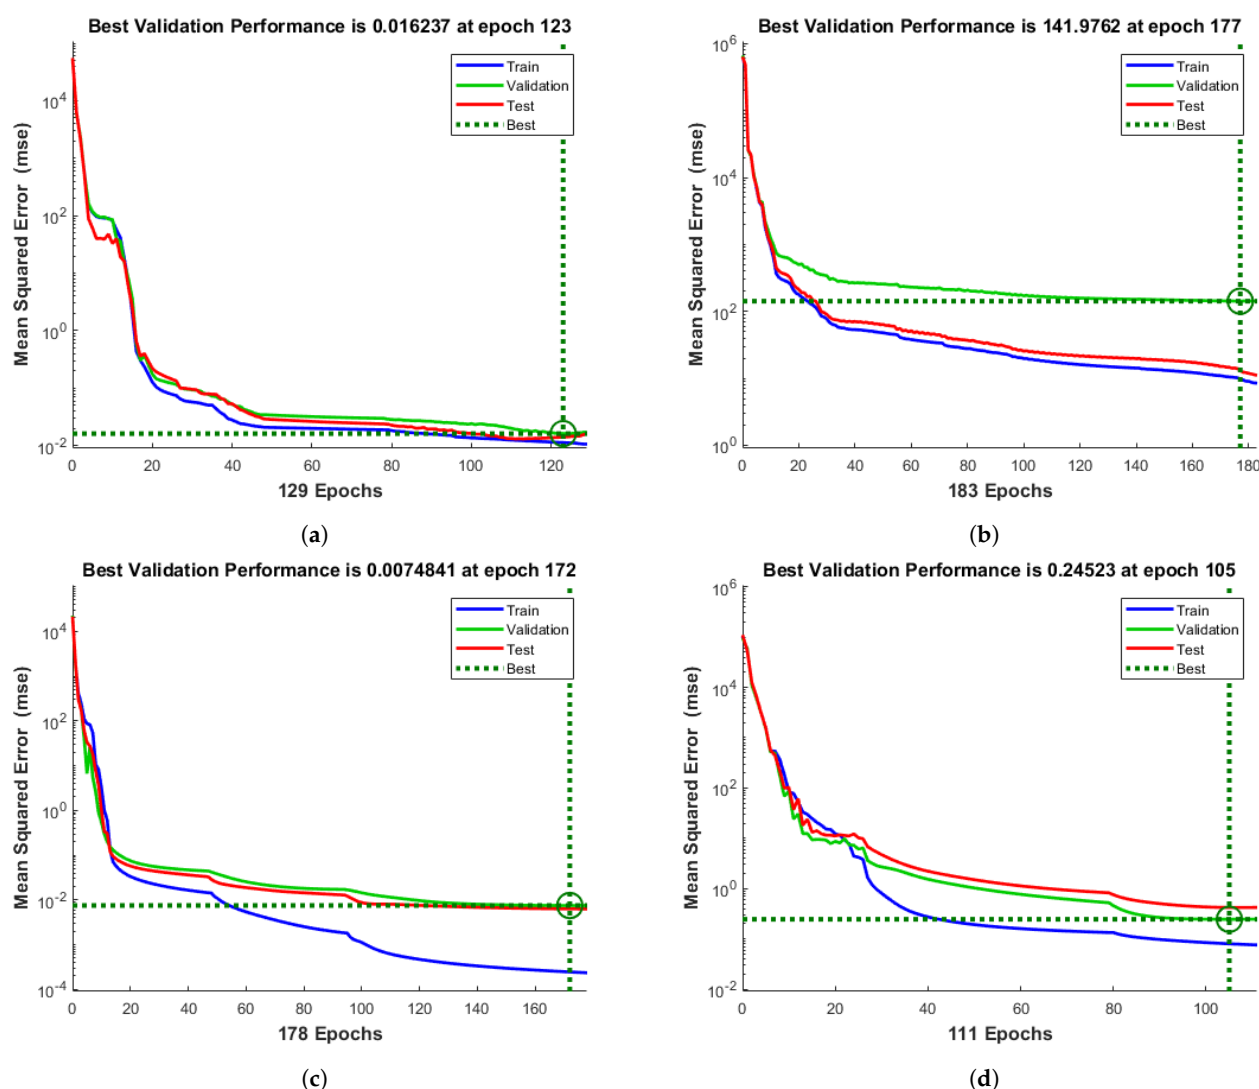 Best Validation Performance is 0.016237 at epoch 123
Mean Squared Error (mse)
10^4
10^2
10^0
10^-2
Train
Validation
Test
Best
0 20 40 60 80 100 120
129 Epochs
(a)
Best Validation Performance is 141.9762 at epoch 177
Mean Squared Error (mse)
10^6
10^4
10^2
10^0
Train
Validation
Test
Best
0 20 40 60 80 100 120 140 160 180
183 Epochs
(b)
Best Validation Performance is 0.0074841 at epoch 172
Mean Squared Error (mse)
10^4
10^2
10^0
10^-2
10^-4
Train
Validation
Test
Best
0 20 40 60 80 100 120 140 160
178 Epochs
(c)
Best Validation Performance is 0.24523 at epoch 105
Mean Squared Error (mse)
10^6
10^4
10^2
10^0
10^-2
Train
Validation
Test
Best
0 20 40 60 80 100
111 Epochs
(d)